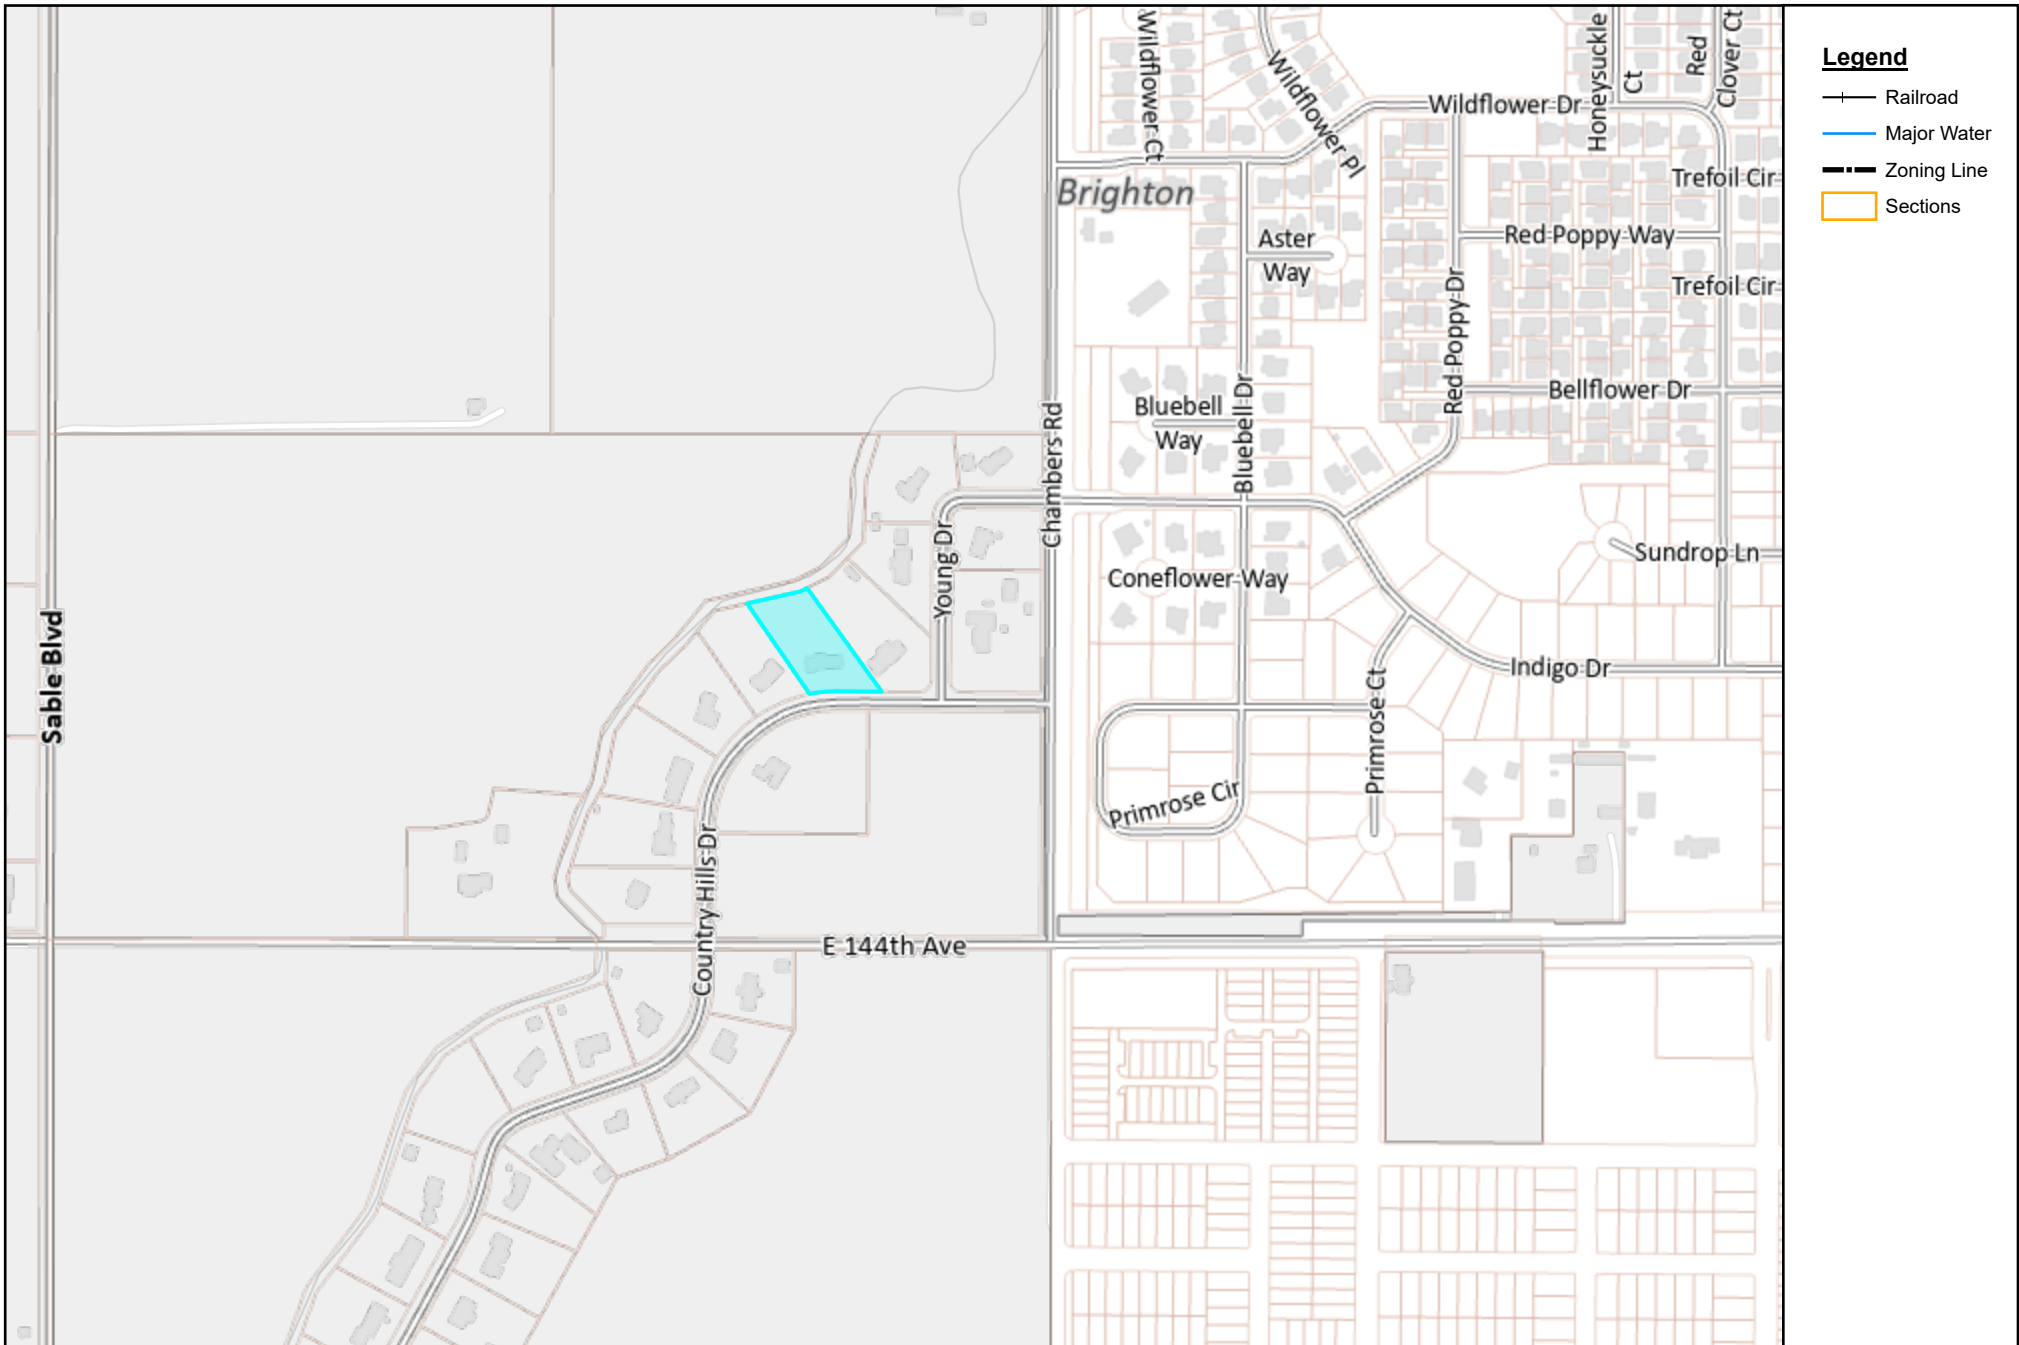 Wildflower Ct
Wildflower Pl
Wildflower Dr
Honeysuckle
Ct
Red
Clover Ct
Legend
Railroad
Major Water
Zoning Line
Sections
Brighton
Trefoil Cir
Aster
Way
Red Poppy Way
Trefoil Cir
Red Poppy Dr
Bellflower Dr
Bluebell
Way
Bluebell Dr
Chambers Rd
Young Dr
Sundrop Ln
Coneflower Way
Sable Blvd
Indigo Dr
Primrose Ct
Primrose Cir
Country Hills Dr
E 144th Ave